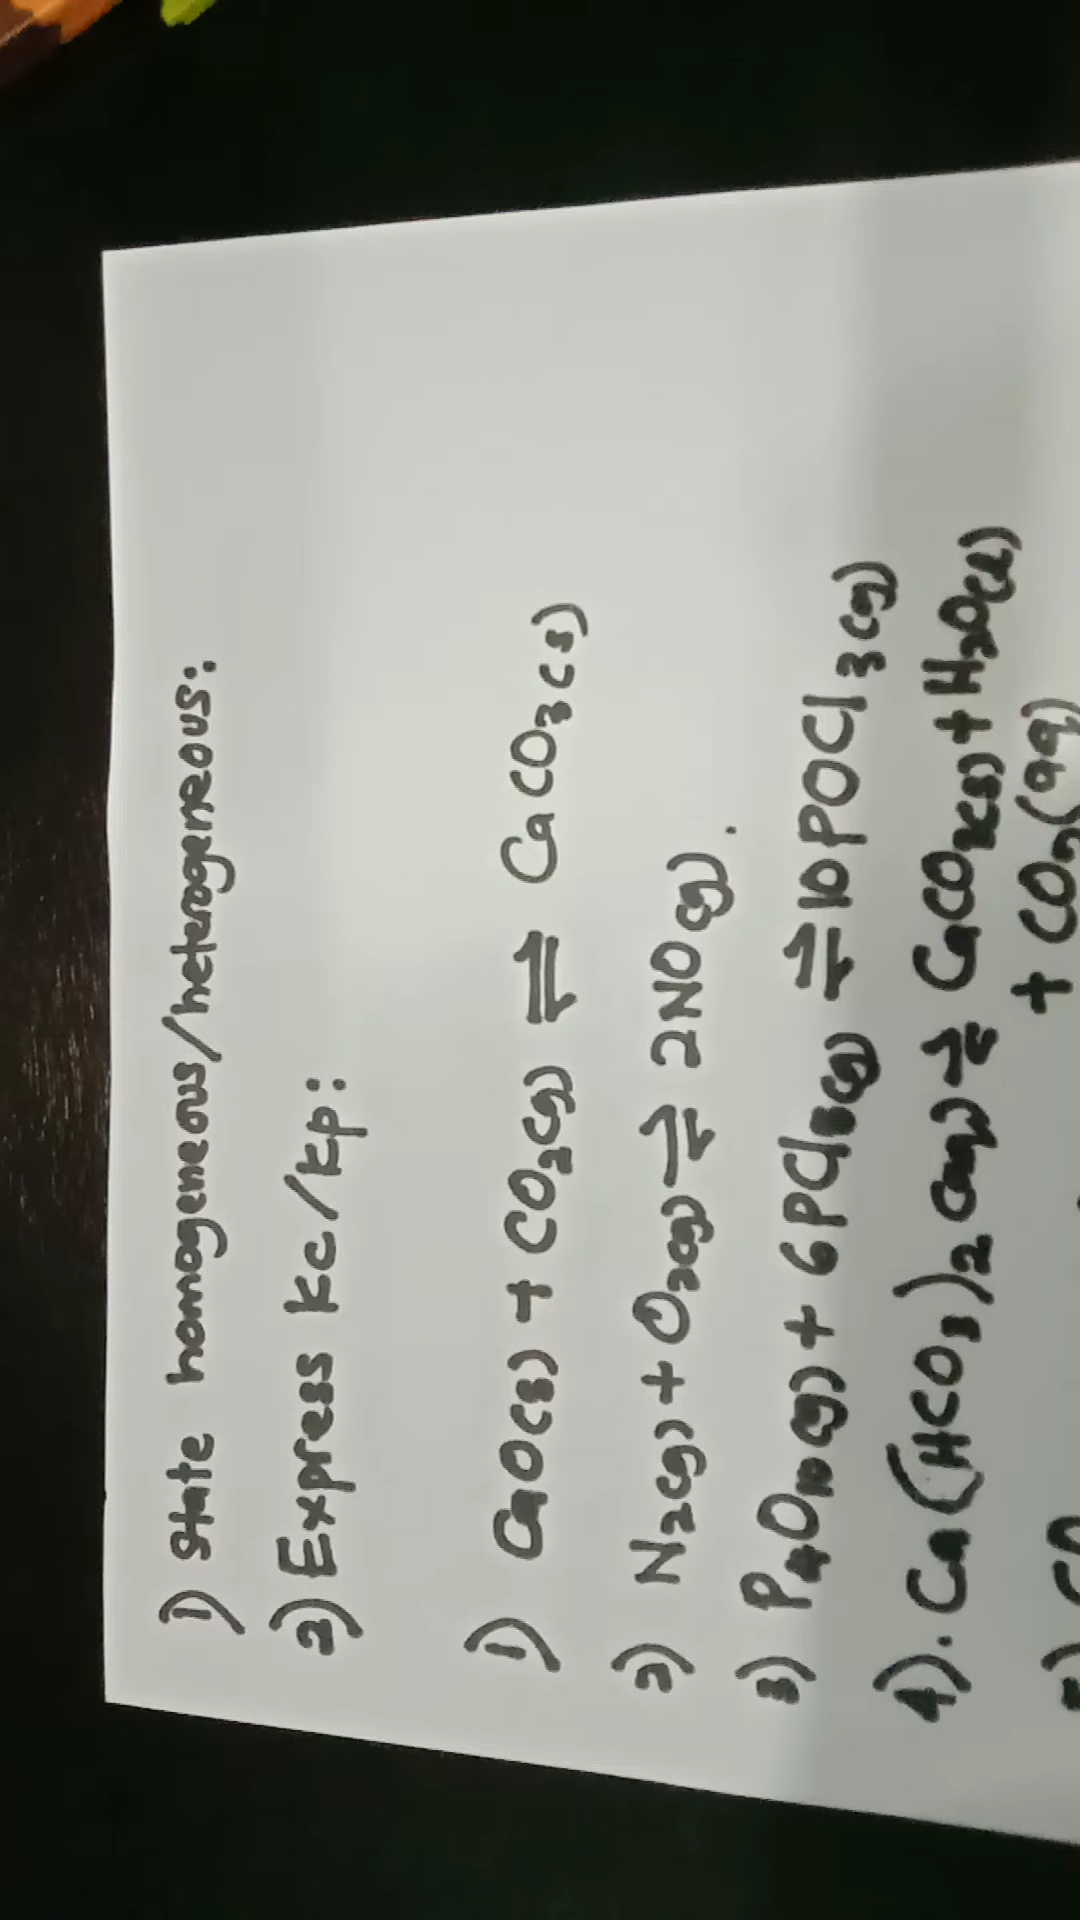 1) State homogeneous/heterogeneous:
2) Express Kc/Kp:
1) CaO(s) + CO₂(g) ⇌ CaCO₃(s)
2) N₂(g) + O₂(g) ⇌ 2NO(g).
3) P₄O₁₀(g) + 6PCl₅(g) ⇌ 10POCl₃(g)
4). Ca(HCO₃)₂(aq) ⇌ CaCO₃(s) + H₂O(l)
+ CO₂(aq)